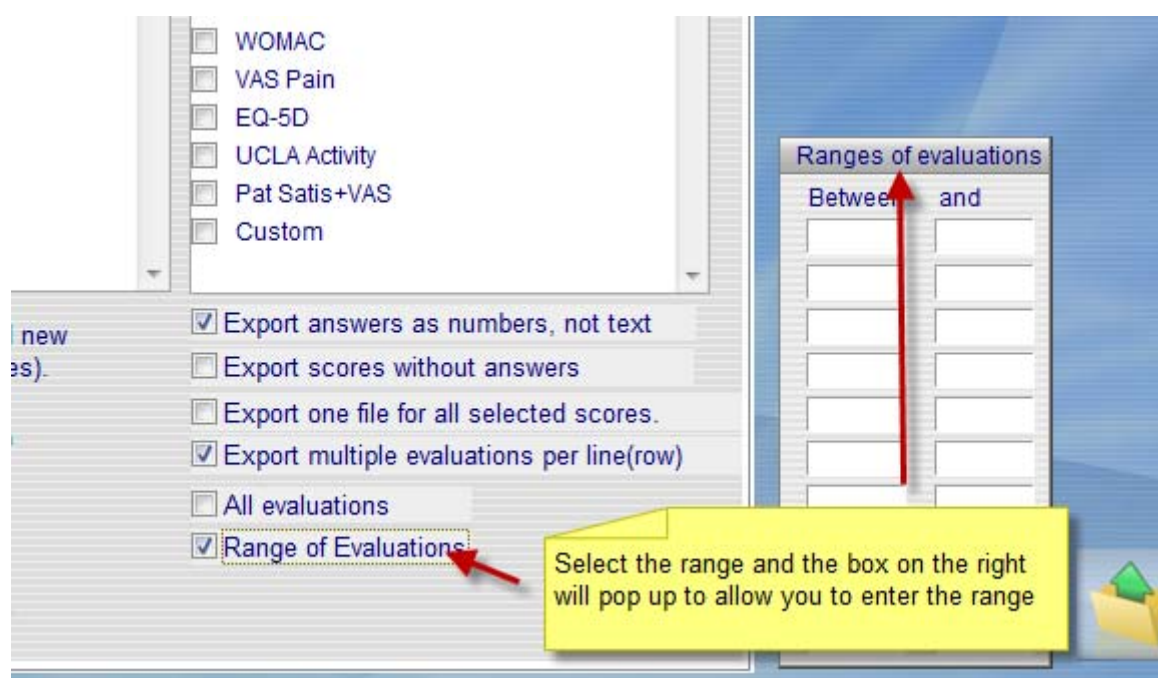 WOMAC
VAS Pain
EQ-5D
UCLA Activity
Pat Satis+VAS
Custom
new
es).
Export answers as numbers, not text
Export scores without answers
Export one file for all selected scores.
Export multiple evaluations per line(row)
All evaluations
Range of Evaluations
Ranges of evaluations
Between and
Select the range and the box on the right
will pop up to allow you to enter the range